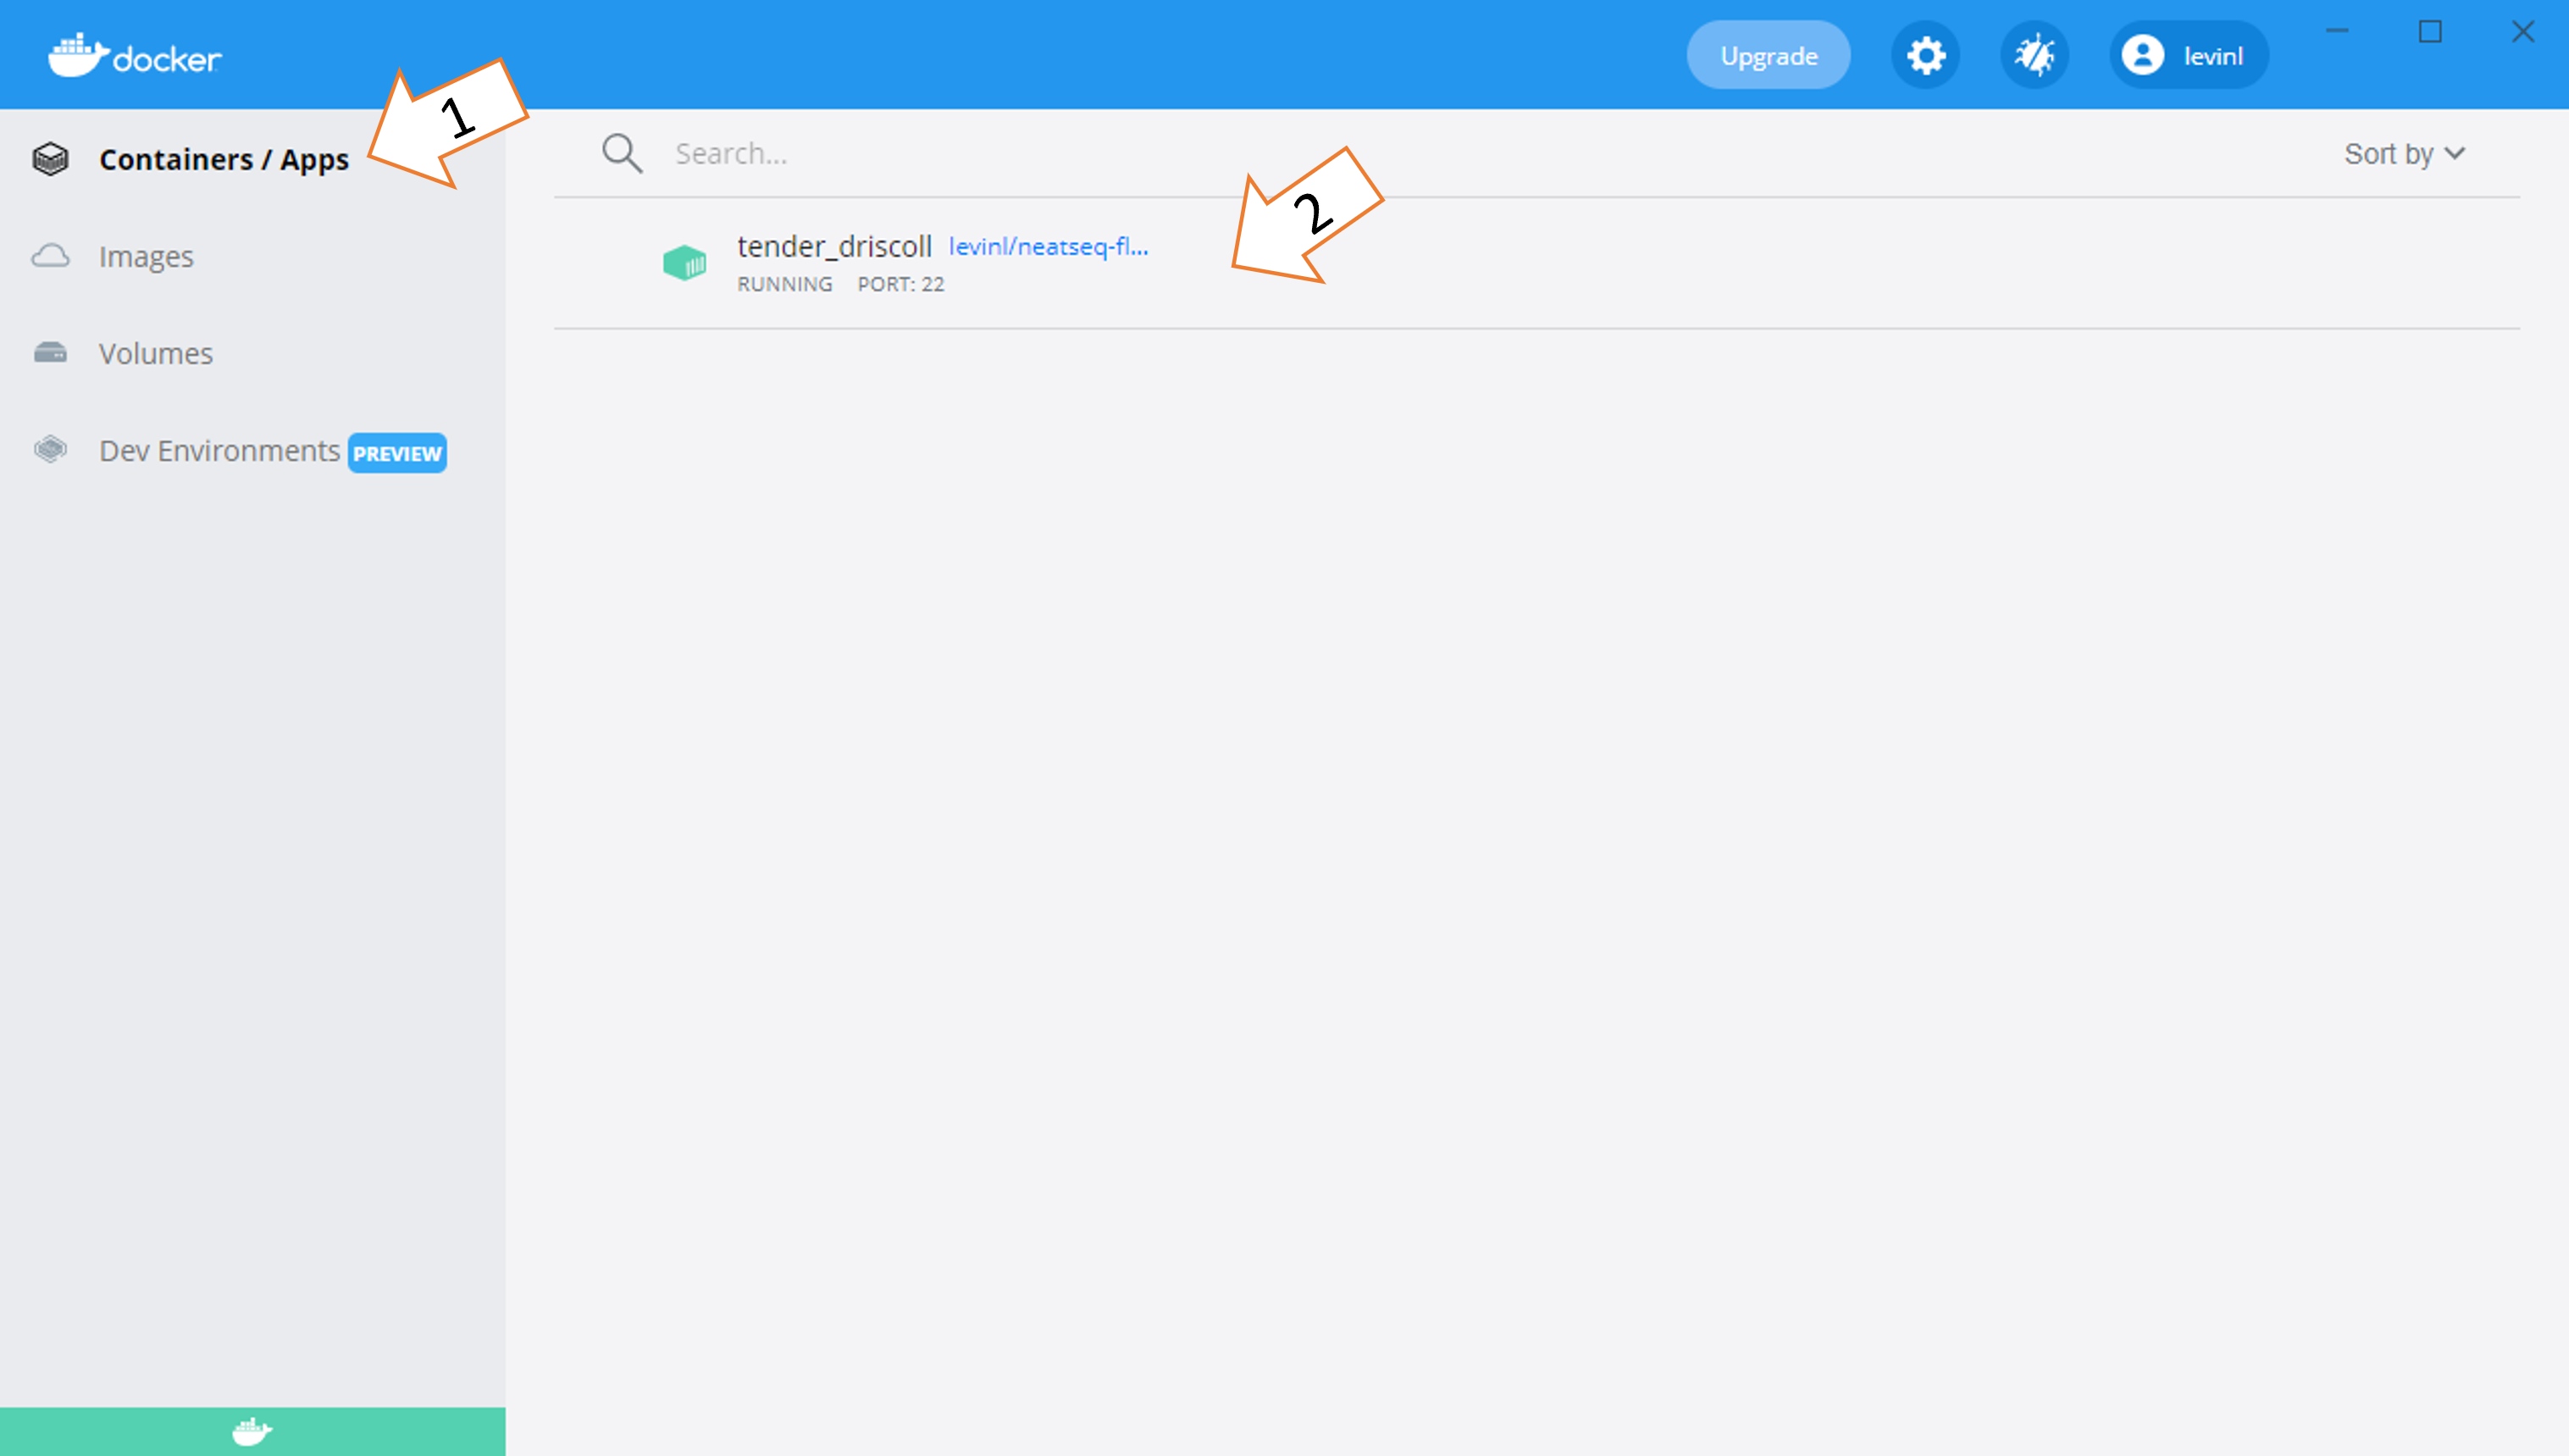 docker
Upgrade
levinl
1
Containers / Apps
Search...
Sort by
2
Images
tender_driscoll levinl/neatseq-fl...
RUNNING PORT: 22
Volumes
Dev Environments PREVIEW